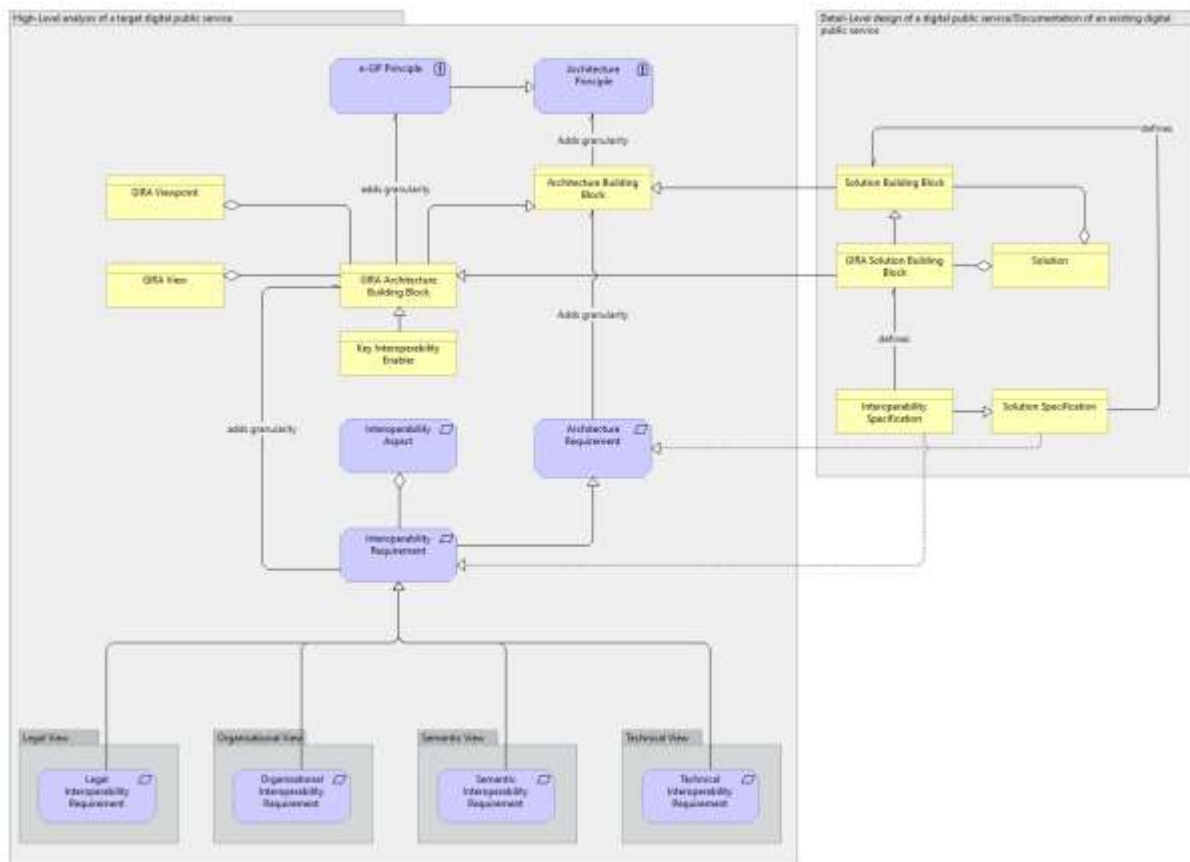 High-Level analysis of a target digital public service
Detail-Level design of a digital public service/Documentation of an existing digital
public service
e-GIF Principle
Architecture
Principle
defines
Adds granularity
adds granularity
GIRA Viewpoint
Architecture Building
Block
Solution Building Block
GIRA View
GIRA Architecture
Building Block
GIRA Solution Building
Block
Solution
Adds granularity
Key Interoperability
Enabler
defines
Interoperability
Specification
Solution Specification
adds granularity
Interoperability
Aspect
Architecture
Requirement
Interoperability
Requirement
Legal View
Organisational View
Semantic View
Technical View
Legal
Interoperability
Requirement
Organisational
Interoperability
Requirement
Semantic
Interoperability
Requirement
Technical
Interoperability
Requirement